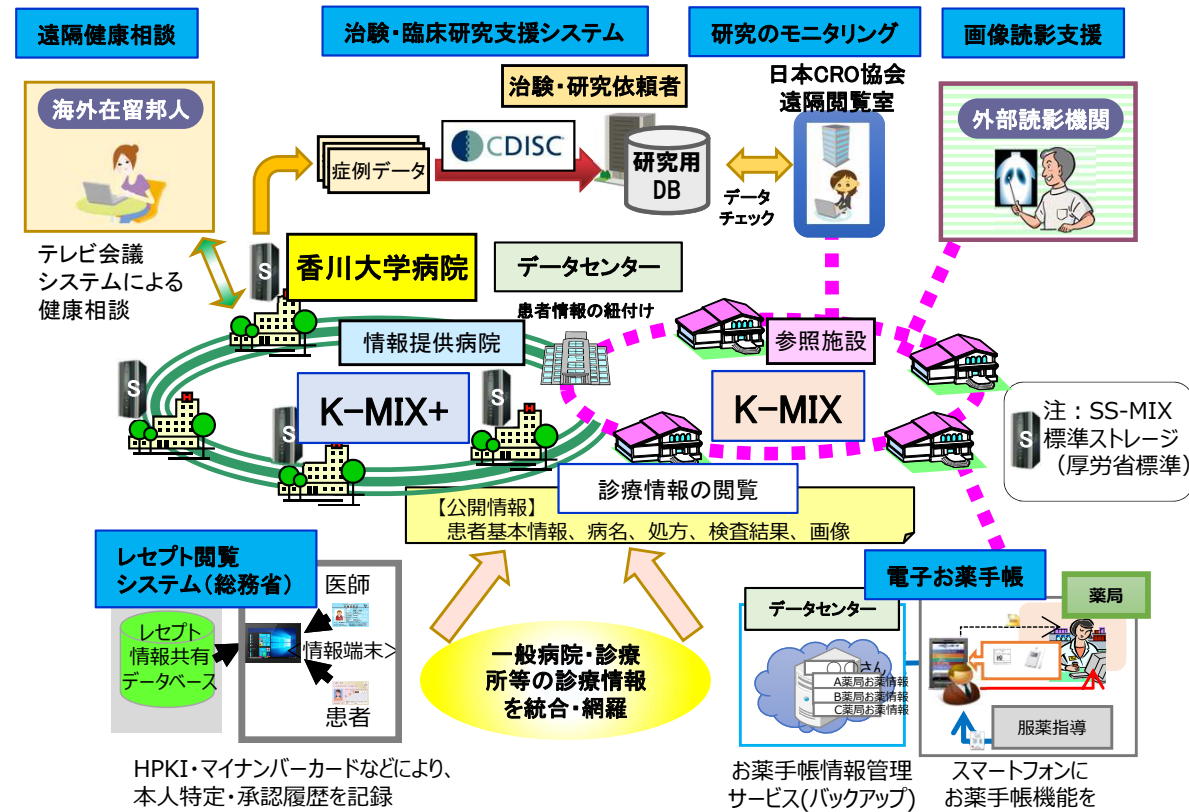 遠隔健康相談
治験・臨床研究支援システム
研究のモニタリング
画像読影支援
海外在留邦人
テレビ会議
システムによる
健康相談
治験・研究依頼者
症例データ
CDISC
研究用
DB
データ
チェック
日本CRO協会
遠隔閲覧室
外部読影機関
S
香川大学病院
データセンター
患者情報の紐付け
情報提供病院
参照施設
S
S
S
K-MIX+
K-MIX
S
注：SS-MIX
標準ストレージ
（厚労省標準）
診療情報の閲覧
【公開情報】
患者基本情報、病名、処方、検査結果、画像
レセプト閲覧
システム（総務省）
レセプト
情報共有
データベース
医師
<情報端末>
患者
HPKI・マイナンバーカードなどにより、
本人特定・承認履歴を記録
一般病院・診療
所等の診療情報
を統合・網羅
電子お薬手帳
データセンター
〇〇さん
A薬局お薬情報
B薬局お薬情報
C薬局お薬情報
お薬手帳情報管理
サービス(バックアップ)
薬局
服薬指導
スマートフォンに
お薬手帳機能を